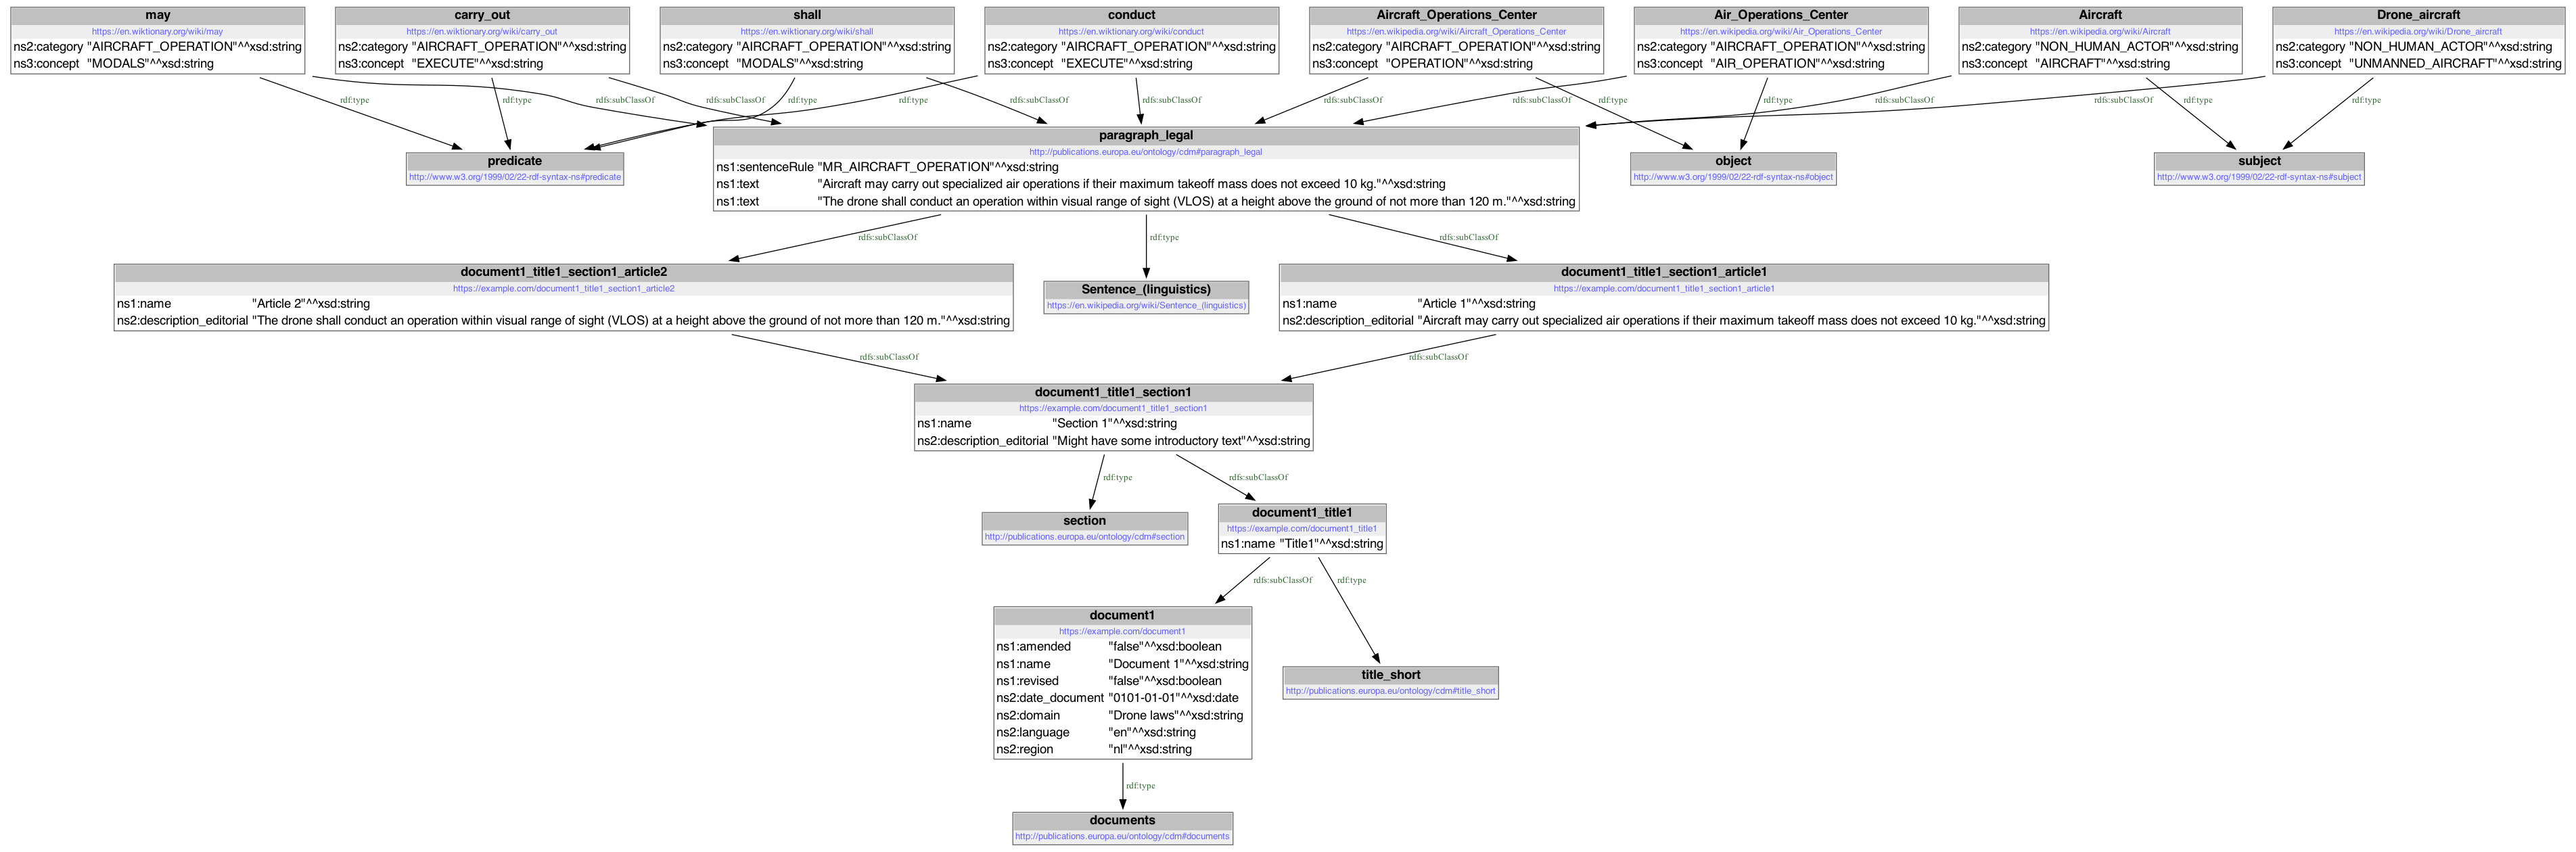 may
https://en.wiktionary.org/wiki/may
ns2:category "AIRCRAFT_OPERATION"^^xsd:string
ns3:concept "MODALS"^^xsd:string
carry_out
https://en.wiktionary.org/wiki/carry_out
ns2:category "AIRCRAFT_OPERATION"^^xsd:string
ns3:concept "EXECUTE"^^xsd:string
shall
https://en.wiktionary.org/wiki/shall
ns2:category "AIRCRAFT_OPERATION"^^xsd:string
ns3:concept "MODALS"^^xsd:string
conduct
https://en.wiktionary.org/wiki/conduct
ns2:category "AIRCRAFT_OPERATION"^^xsd:string
ns3:concept "EXECUTE"^^xsd:string
Aircraft_Operations_Center
https://en.wikipedia.org/wiki/Aircraft_Operations_Center
ns2:category "AIRCRAFT_OPERATION"^^xsd:string
ns3:concept "OPERATION"^^xsd:string
Air_Operations_Center
https://en.wikipedia.org/wiki/Air_Operations_Center
ns2:category "AIRCRAFT_OPERATION"^^xsd:string
ns3:concept "AIR_OPERATION"^^xsd:string
Aircraft
https://en.wikipedia.org/wiki/Aircraft
ns2:category "NON_HUMAN_ACTOR"^^xsd:string
ns3:concept "AIRCRAFT"^^xsd:string
Drone_aircraft
https://en.wikipedia.org/wiki/Drone_aircraft
ns2:category "NON_HUMAN_ACTOR"^^xsd:string
ns3:concept "UNMANNED_AIRCRAFT"^^xsd:string
rdf:type
rdfs:subClassOf
rdfs:subClassOf
rdf:type
rdf:type
rdfs:subClassOf
rdfs:subClassOf
rdfs:subClassOf
rdfs:subClassOf
rdf:type
rdf:type
rdfs:subClassOf
rdf:type
rdfs:subClassOf
rdf:type
predicate
http://www.w3.org/1999/02/22-rdf-syntax-ns#predicate
paragraph_legal
http://publications.europa.eu/ontology/cdm#paragraph_legal
ns1:sentenceRule "MR_AIRCRAFT_OPERATION"^^xsd:string
ns1:text "Aircraft may carry out specialized air operations if their maximum takeoff mass does not exceed 10 kg."^^xsd:string
ns1:text "The drone shall conduct an operation within visual range of sight (VLOS) at a height above the ground of not more than 120 m."^^xsd:string
object
http://www.w3.org/1999/02/22-rdf-syntax-ns#object
subject
http://www.w3.org/1999/02/22-rdf-syntax-ns#subject
rdfs:subClassOf
rdf:type
rdfs:subClassOf
document1_title1_section1_article2
https://example.com/document1_title1_section1_article2
ns1:name "Article 2"^^xsd:string
ns2:description_editorial "The drone shall conduct an operation within visual range of sight (VLOS) at a height above the ground of not more than 120 m."^^xsd:string
Sentence_(linguistics)
https://en.wikipedia.org/wiki/Sentence_(linguistics)
document1_title1_section1_article1
https://example.com/document1_title1_section1_article1
ns1:name "Article 1"^^xsd:string
ns2:description_editorial "Aircraft may carry out specialized air operations if their maximum takeoff mass does not exceed 10 kg."^^xsd:string
rdfs:subClassOf
rdfs:subClassOf
document1_title1_section1
https://example.com/document1_title1_section1
ns1:name "Section 1"^^xsd:string
ns2:description_editorial "Might have some introductory text"^^xsd:string
rdf:type
rdfs:subClassOf
section
http://publications.europa.eu/ontology/cdm#section
document1_title1
https://example.com/document1_title1
ns1:name "Title1"^^xsd:string
rdfs:subClassOf
rdf:type
document1
https://example.com/document1
ns1:amended "false"^^xsd:boolean
ns1:name "Document 1"^^xsd:string
ns1:revised "false"^^xsd:boolean
ns2:date_document "0101-01-01"^^xsd:date
ns2:domain "Drone laws"^^xsd:string
ns2:language "en"^^xsd:string
ns2:region "nl"^^xsd:string
title_short
http://publications.europa.eu/ontology/cdm#title_short
rdf:type
documents
http://publications.europa.eu/ontology/cdm#documents